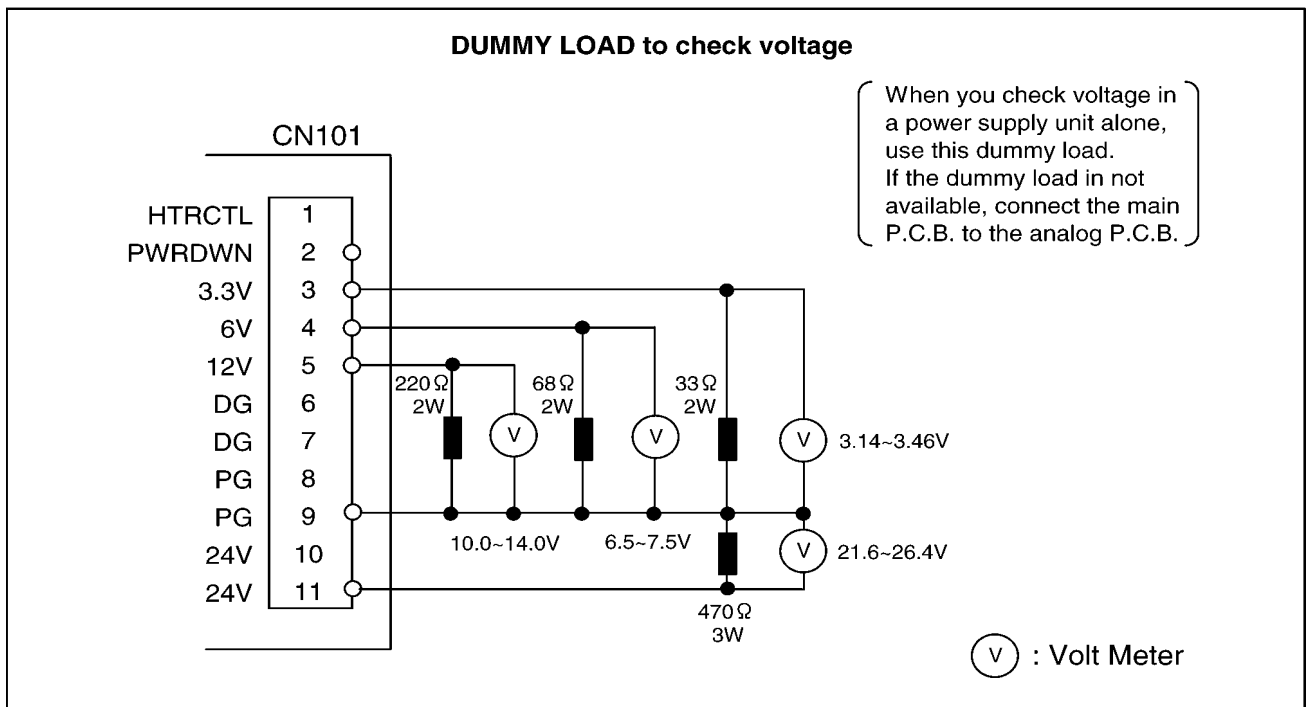 DUMMY LOAD to check voltage
When you check voltage in
a power supply unit alone,
use this dummy load.
If the dummy load in not
available, connect the main
P.C.B. to the analog P.C.B.
CN101
HTRCTL 1
PWRDWN 2
3.3V 3
6V 4
12V 5
DG 6
DG 7
PG 8
PG 9
24V 10
24V 11
220Ω
2W
V
68Ω
2W
V
33Ω
2W
V
3.14~3.46V
10.0~14.0V
6.5~7.5V
V
21.6~26.4V
470Ω
3W
V : Volt Meter